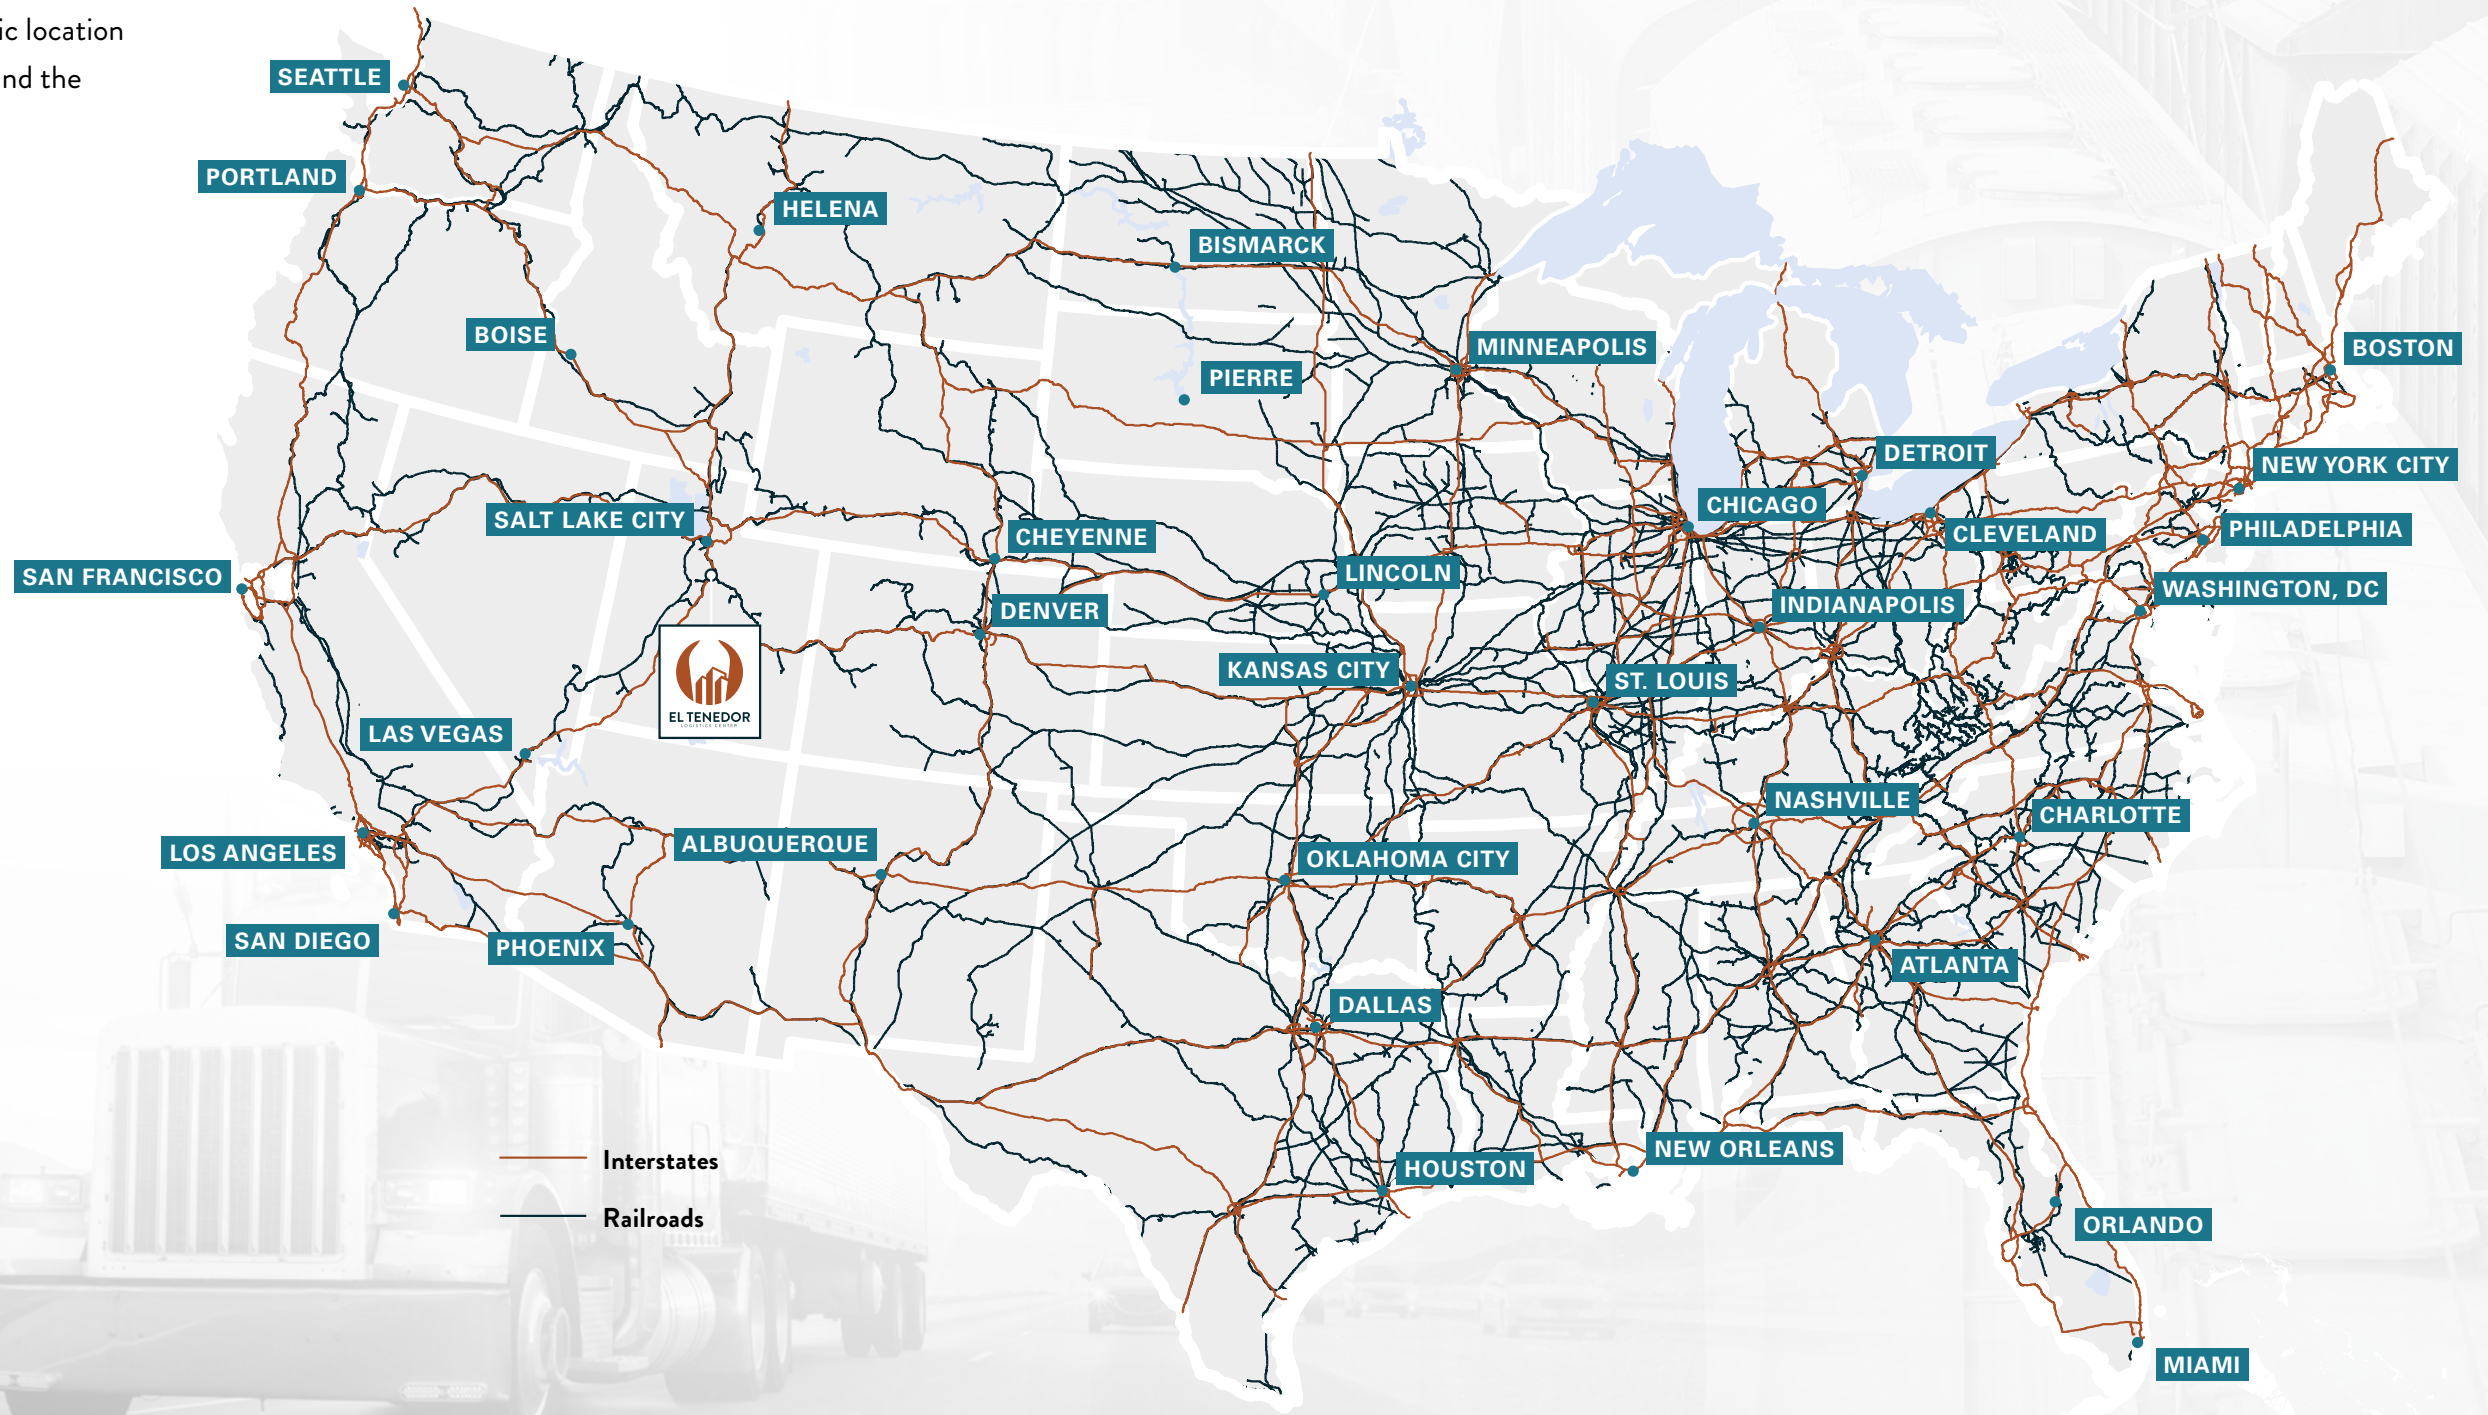 ic location
nd the
SEATTLE
PORTLAND
HELENA
BISMARCK
BOISE
MINNEAPOLIS
BOSTON
PIERRE
DETROIT
NEW YORK CITY
CHICAGO
SALT LAKE CITY
PHILADELPHIA
CHEYENNE
CLEVELAND
LINCOLN
SAN FRANCISCO
WASHINGTON, DC
DENVER
INDIANAPOLIS
KANSAS CITY
ST. LOUIS
EL TENEDOR
LOGISTICS CENTER
LAS VEGAS
NASHVILLE
CHARLOTTE
ALBUQUERQUE
LOS ANGELES
OKLAHOMA CITY
SAN DIEGO
PHOENIX
ATLANTA
DALLAS
NEW ORLEANS
Interstates
HOUSTON
Railroads
ORLANDO
MIAMI